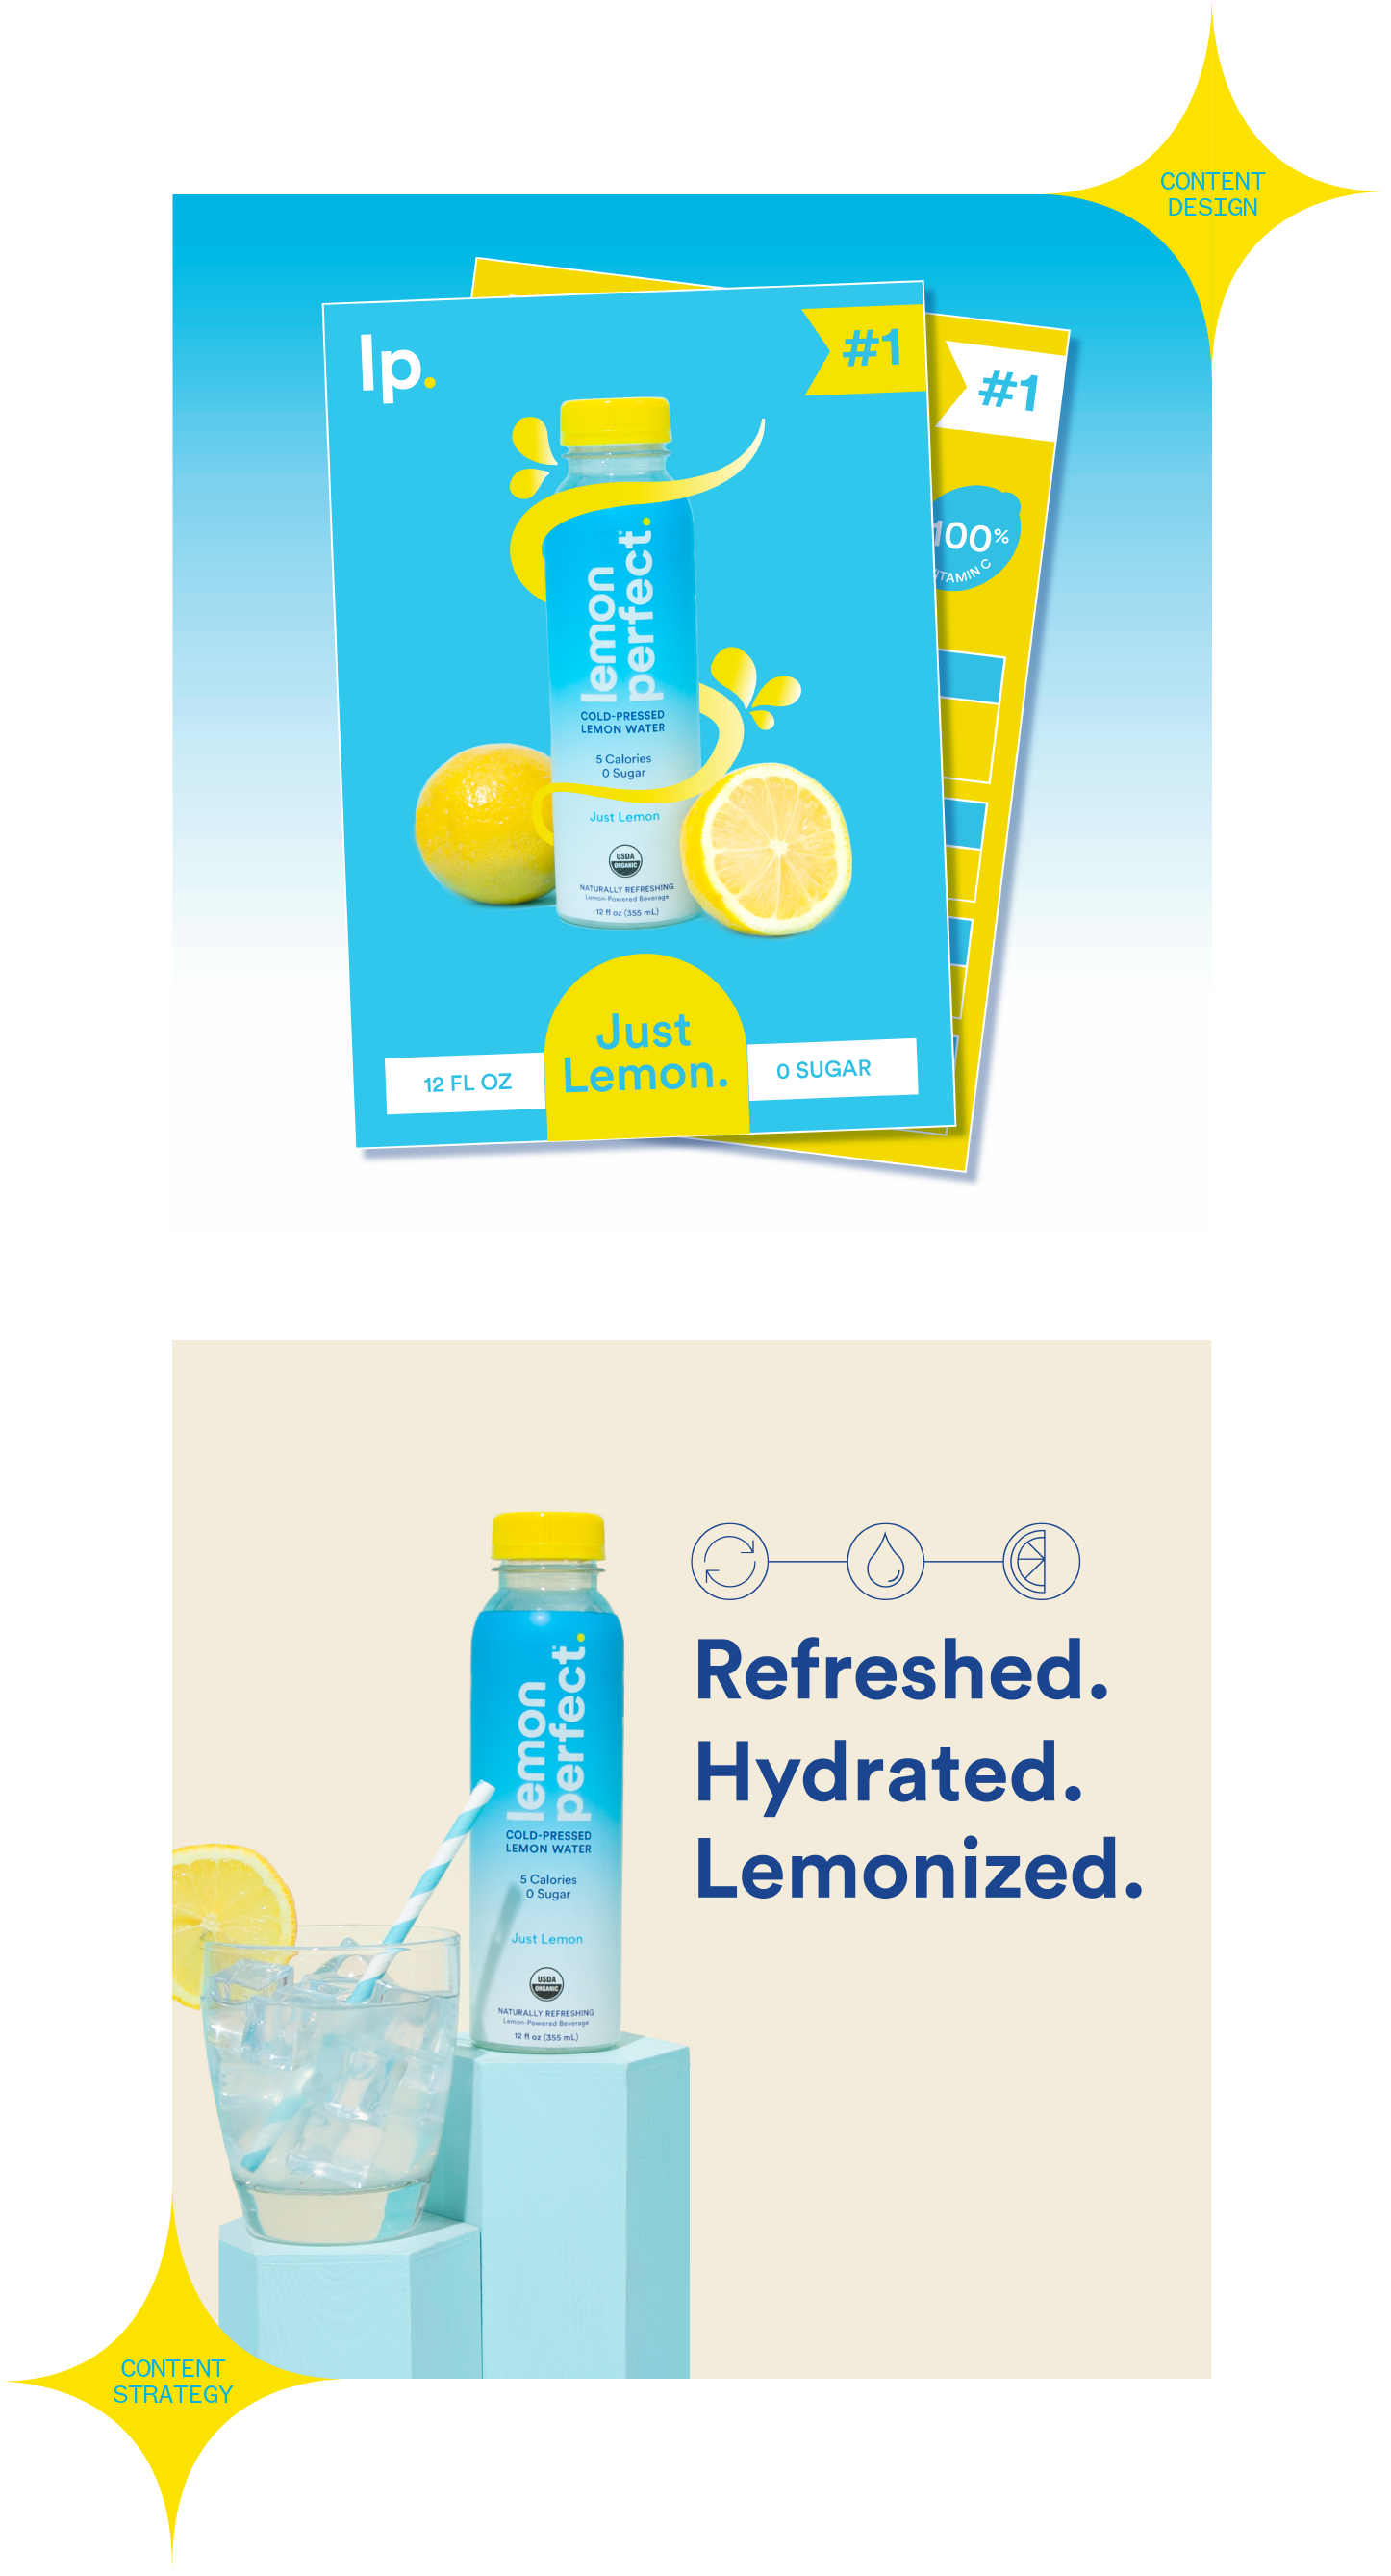 CONTENT
DESIGN
lp.
#1
#1
100%
VITAMIN C
lemon
perfect.
COLD-PRESSED
LEMON WATER
5 Calories
0 Sugar
Just Lemon
USDA
ORGANIC
NATURALLY REFRESHING
Lemon-Powered Beverage
12 fl oz (355 mL)
Just
Lemon.
12 FL OZ
0 SUGAR
Refreshed.
Hydrated.
Lemonized.
lemon
perfect.
COLD-PRESSED
LEMON WATER
5 Calories
0 Sugar
Just Lemon
USDA
ORGANIC
NATURALLY REFRESHING
Lemon-Powered Beverage
12 fl oz (355 mL)
CONTENT
STRATEGY